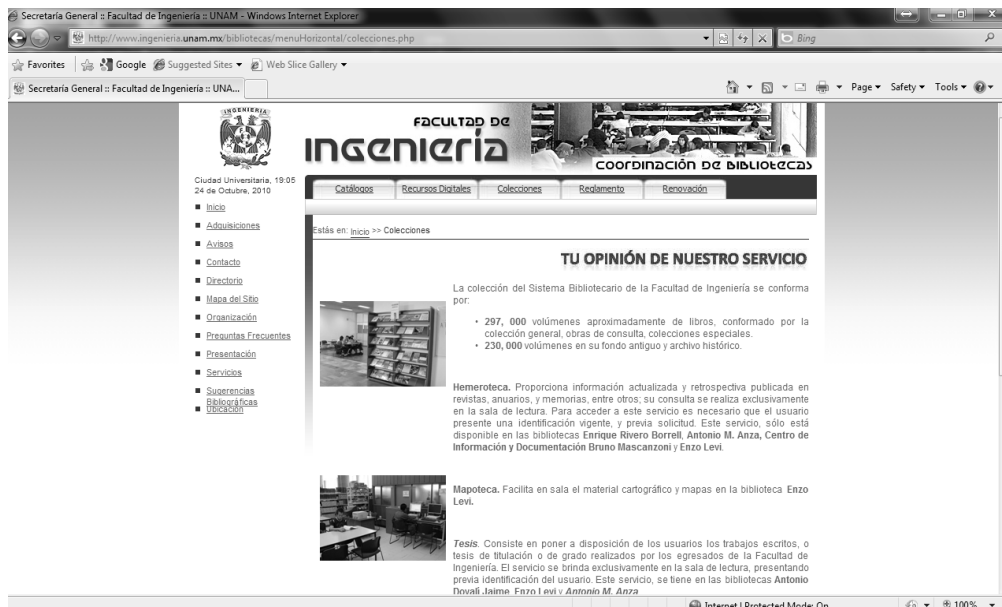 Secretaría General :: Facultad de Ingeniería :: UNAM - Windows Internet Explorer
http://www.ingenieria.unam.mx/bibliotecas/menuHorizontal/colecciones.php
Bing
Favorites Google Suggested Sites Web Slice Gallery
Secretaría General :: Facultad de Ingeniería :: UNA...
Page Safety Tools
INGENIERIA
FACULTAD DE
INGENIERÍA
COORDINACIÓN DE BIBLIOTECAS
Ciudad Universitaria, 19:05
24 de Octubre, 2010
Catálogos Recursos Digitales Colecciones Reglamento Renovación
Inicio
Adquisiciones
Avisos
Contacto
Directorio
Mapa del Sitio
Organización
Preguntas Frecuentes
Presentación
Servicios
Sugerencias
Bibliográficas
Ubicación
Estás en: Inicio >> Colecciones
TU OPINIÓN DE NUESTRO SERVICIO
La colección del Sistema Bibliotecario de la Facultad de Ingeniería se conforma
por:
• 297, 000 volúmenes aproximadamente de libros, conformado por la
colección general, obras de consulta, colecciones especiales.
• 230, 000 volúmenes en su fondo antiguo y archivo histórico.
Hemeroteca. Proporciona información actualizada y retrospectiva publicada en
revistas, anuarios, y memorias, entre otros; su consulta se realiza exclusivamente
en la sala de lectura. Para acceder a este servicio es necesario que el usuario
presente una identificación vigente, y previa solicitud. Este servicio, sólo está
disponible en las bibliotecas Enrique Rivero Borrell, Antonio M. Anza, Centro de
Información y Documentación Bruno Mascanzoni y Enzo Levi.
Mapoteca. Facilita en sala el material cartográfico y mapas en la biblioteca Enzo
Levi.
Tesis. Consiste en poner a disposición de los usuarios los trabajos escritos, o
tesis de titulación o de grado realizados por los egresados de la Facultad de
Ingeniería. El servicio se brinda exclusivamente en la sala de lectura, presentando
previa identificación del usuario. Este servicio, se tiene en las bibliotecas Antonio
Dovalí Jaime, Enzo Levi y Antonio M. Anza
Internet | Protected Mode: On 100%